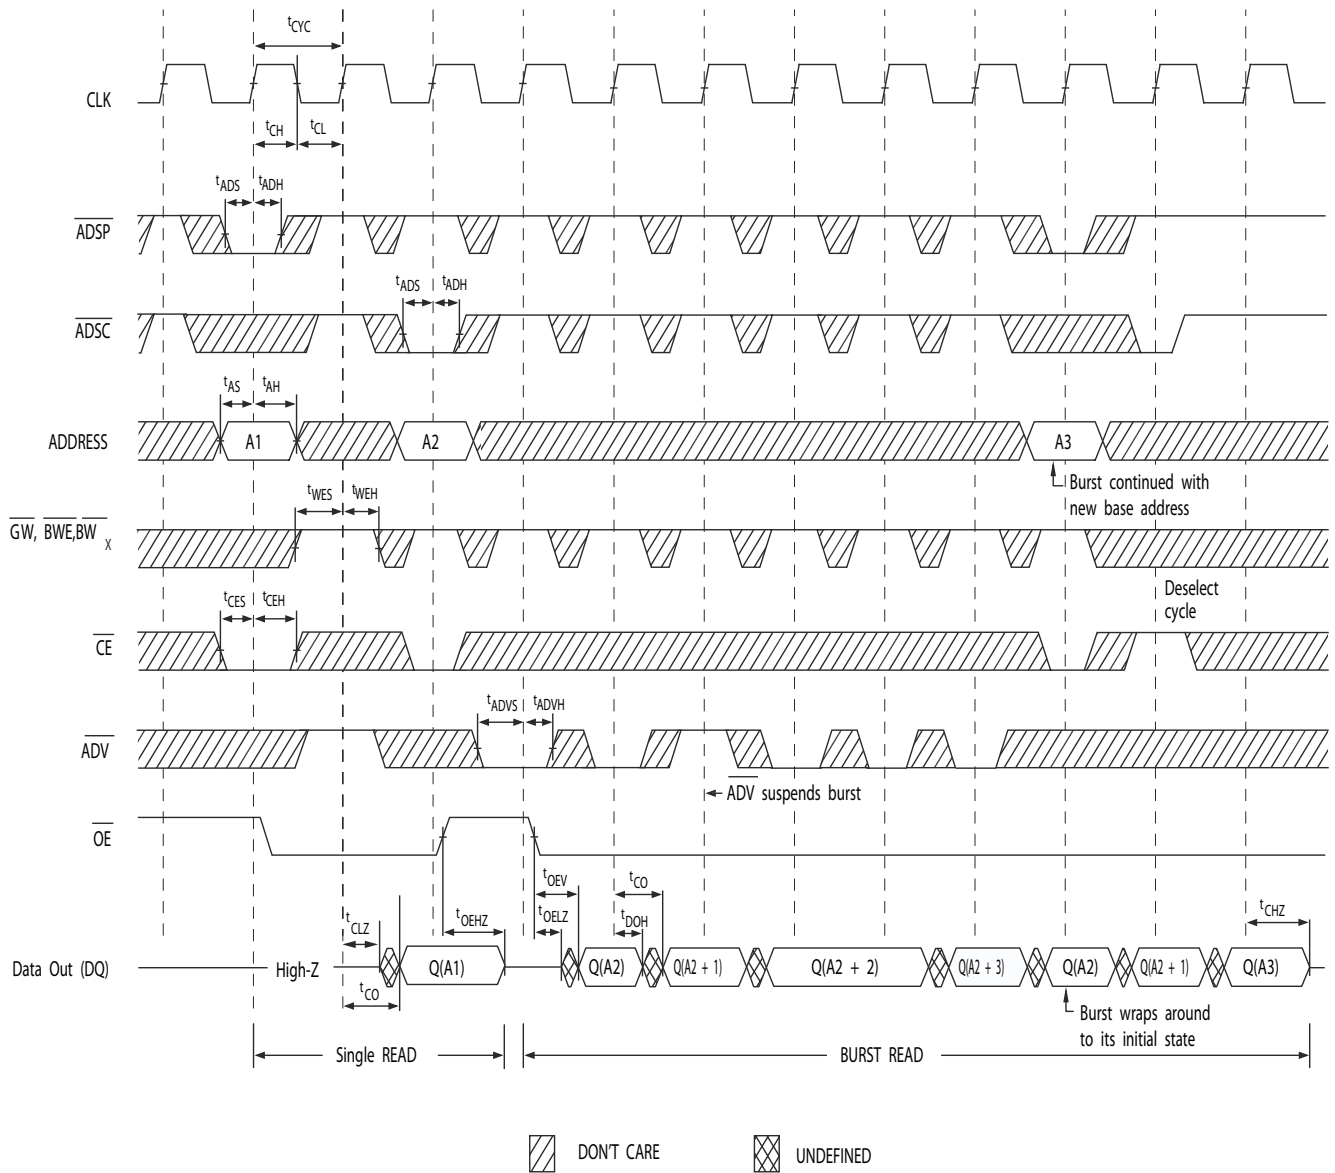 tCYC
CLK
tCH
tCL
tADS
tADH
ADSP
tADS
tADH
ADSC
tAS
tAH
ADDRESS
A1
A2
A3
Burst continued with
new base address
tWES
tWEH
GW, BWE,BW X
Deselect
cycle
tCES
tCEH
CE
tADVS
tADVH
ADV
ADV suspends burst
OE
tOEV
tCO
tCLZ
tOEHZ
tOELZ
tDOH
tCHZ
Data Out (DQ)
High-Z
Q(A1)
Q(A2)
Q(A2 + 1)
Q(A2 + 2)
Q(A2 + 3)
Q(A2)
Q(A2 + 1)
Q(A3)
tCO
Burst wraps around
to its initial state
Single READ
BURST READ
DON'T CARE
UNDEFINED